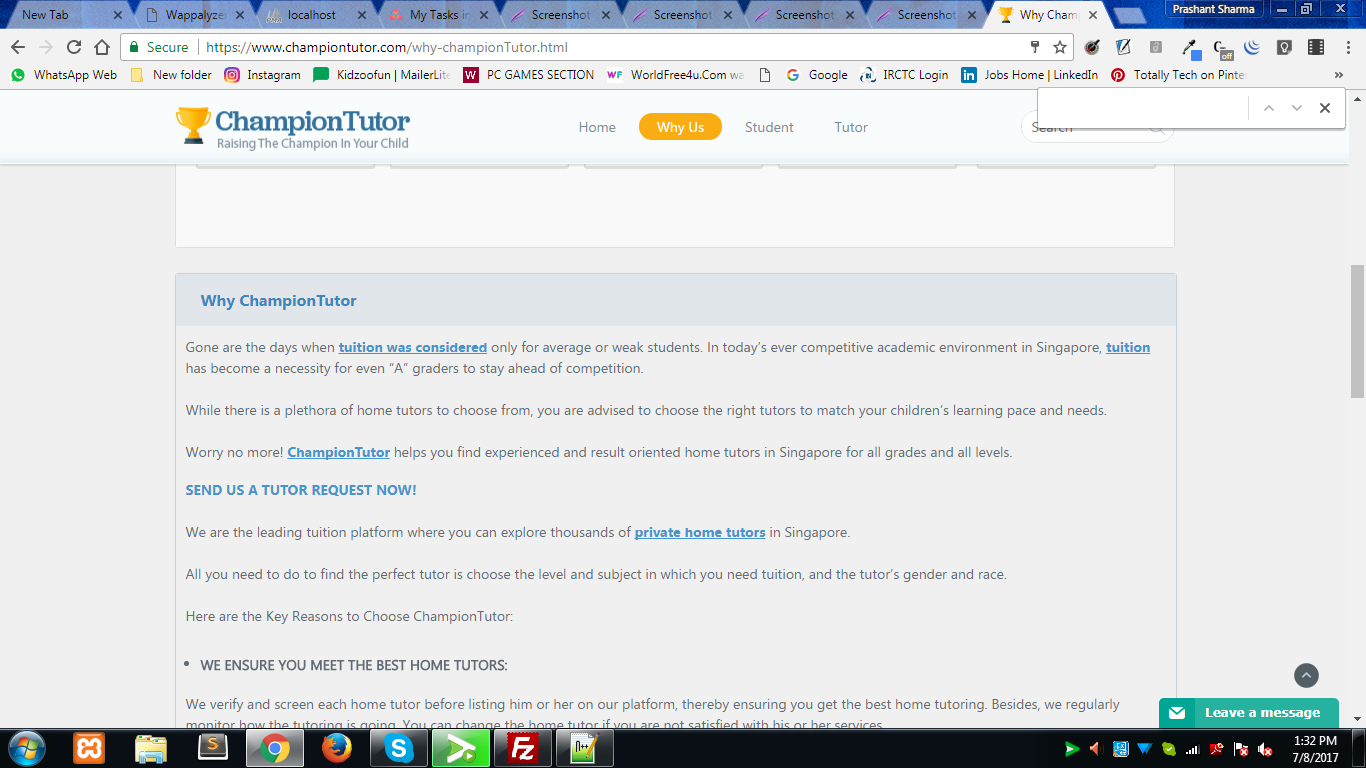 New Tab
Wappalyze
localhost
My Tasks in
Screenshot
Screenshot
Screenshot
Screenshot
Why Cham
Prashant Sharma
Secure
https://www.championtutor.com/why-championTutor.html
off
WhatsApp Web
New folder
Instagram
Kidzoofun | MailerLite
W
PC GAMES SECTION
WF
WorldFree4u.Com wa
G
Google
IRCTC Login
in
Jobs Home | LinkedIn
Totally Tech on Pinte
»
ChampionTutor
Raising The Champion In Your Child
Home
Why Us
Student
Tutor
Search
Why ChampionTutor
Gone are the days when tuition was considered only for average or weak students. In today's ever competitive academic environment in Singapore, tuition
has become a necessity for even “A” graders to stay ahead of competition.
While there is a plethora of home tutors to choose from, you are advised to choose the right tutors to match your children's learning pace and needs.
Worry no more! ChampionTutor helps you find experienced and result oriented home tutors in Singapore for all grades and all levels.
SEND US A TUTOR REQUEST NOW!
We are the leading tuition platform where you can explore thousands of private home tutors in Singapore.
All you need to do to find the perfect tutor is choose the level and subject in which you need tuition, and the tutor's gender and race.
Here are the Key Reasons to Choose ChampionTutor:
• WE ENSURE YOU MEET THE BEST HOME TUTORS:
We verify and screen each home tutor before listing him or her on our platform, thereby ensuring you get the best home tutoring. Besides, we regularly
monitor how the tutoring is going. You can change the home tutor if you are not satisfied with his or her services.
Leave a message
1:32 PM
7/8/2017